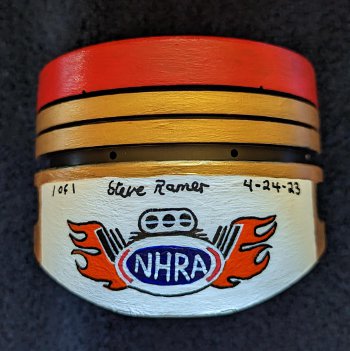 1 of 1 Steve Ramer 4-24-23
NHRA